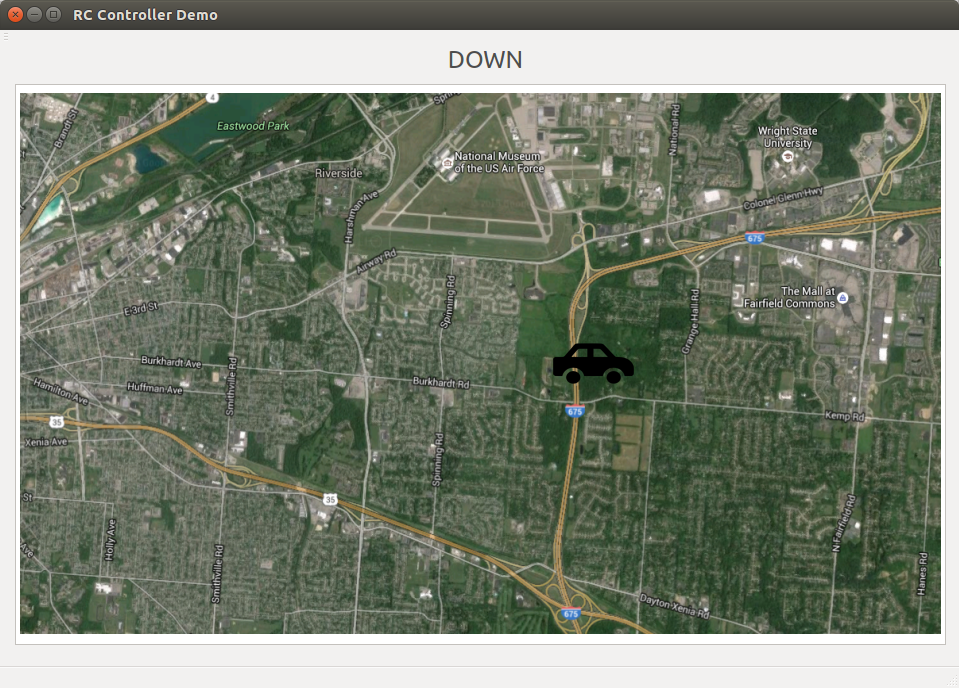 RC Controller Demo
DOWN
4
Brandt St
Eastwood Park
National Rd
Wright State
University
National Museum
of the US Air Force
Riverside
Harshman Ave
Colonel Glenn Hwy
675
Airway Rd
Spinning Rd
The Mall at
Fairfield Commons
E 3rd St
Grange Hall Rd
Burkhardt Ave
Smithville Rd
Huffman Ave
Burkhardt Rd
Hamilton Ave
675
Kemp Rd
35
Xenia Ave
Spinning Rd
St
35
Holly Ave
N Fairfield Rd
Ave
Smithville Rd
Hanes Rd
Dayton Xenia Rd
675